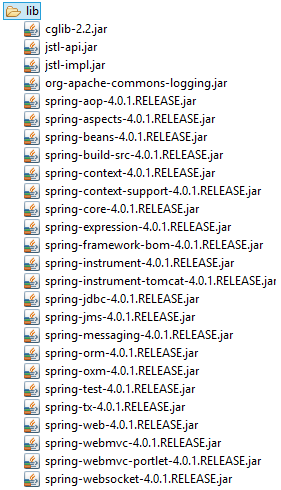 lib
cglib-2.2.jar
jstl-api.jar
jstl-impl.jar
org-apache-commons-logging.jar
spring-aop-4.0.1.RELEASE.jar
spring-aspects-4.0.1.RELEASE.jar
spring-beans-4.0.1.RELEASE.jar
spring-build-src-4.0.1.RELEASE.jar
spring-context-4.0.1.RELEASE.jar
spring-context-support-4.0.1.RELEASE.jar
spring-core-4.0.1.RELEASE.jar
spring-expression-4.0.1.RELEASE.jar
spring-framework-bom-4.0.1.RELEASE.jar
spring-instrument-4.0.1.RELEASE.jar
spring-instrument-tomcat-4.0.1.RELEASE.jar
spring-jdbc-4.0.1.RELEASE.jar
spring-jms-4.0.1.RELEASE.jar
spring-messaging-4.0.1.RELEASE.jar
spring-orm-4.0.1.RELEASE.jar
spring-oxm-4.0.1.RELEASE.jar
spring-test-4.0.1.RELEASE.jar
spring-tx-4.0.1.RELEASE.jar
spring-web-4.0.1.RELEASE.jar
spring-webmvc-4.0.1.RELEASE.jar
spring-webmvc-portlet-4.0.1.RELEASE.jar
spring-websocket-4.0.1.RELEASE.jar